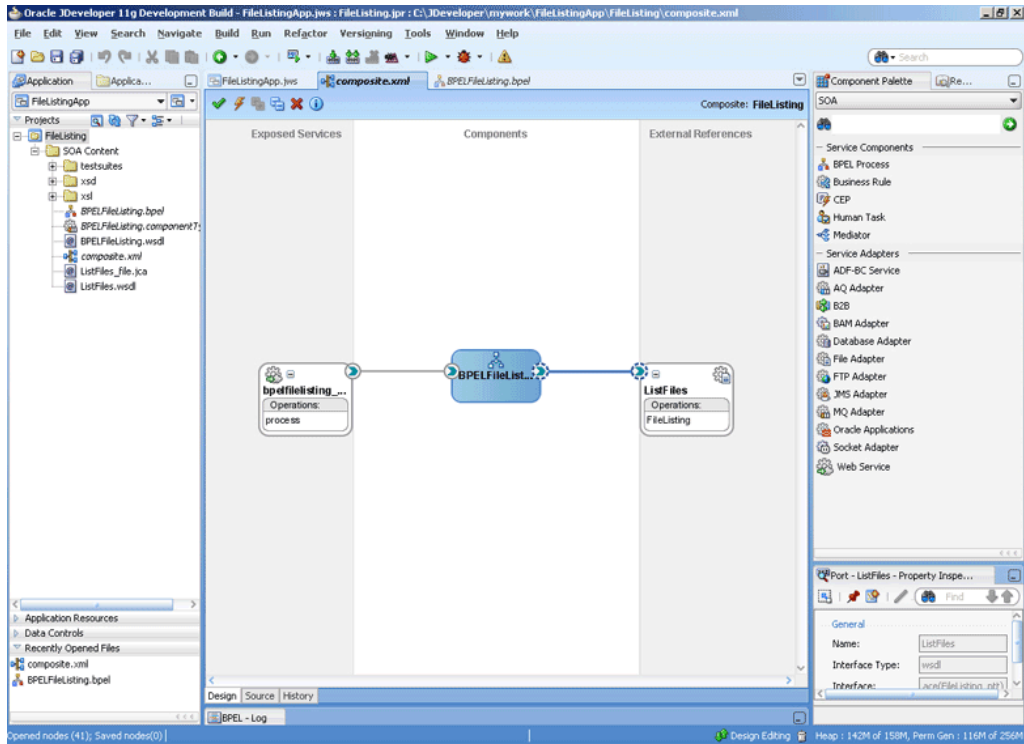 Oracle JDeveloper 11g Development Build - FileListingApp.jws : FileListing.jpr : C:\JDeveloper\mywork\FileListingApp\FileListing\composite.xml
File Edit View Search Navigate Build Run Refactor Versioning Tools Window Help
Search
Application Applica...
FileListingApp
Projects
FileListing
SOA Content
testsuites
xsd
xsl
BPELFileListing.bpel
BPELFileListing.componentT
BPELFileListing.wsdl
composite.xml
ListFiles_file.jca
ListFiles.wsdl
Application Resources
Data Controls
Recently Opened Files
composite.xml
BPELFileListing.bpel
FileListingApp.jws composite.xml BPELFileListing.bpel
Composite: FileListing
Exposed Services Components External References
bpelfilelisting_...
Operations:
process
BPELFileList...
ListFiles
Operations:
FileListing
Design Source History
BPEL - Log
Component Palette Re...
SOA
Service Components
BPEL Process
Business Rule
CEP
Human Task
Mediator
Service Adapters
ADF-BC Service
AQ Adapter
B2B
BAM Adapter
Database Adapter
File Adapter
FTP Adapter
JMS Adapter
MQ Adapter
Oracle Applications
Socket Adapter
Web Service
Port - ListFiles - Property Inspe...
Find
General
Name: ListFiles
Interface Type: wsdl
Interface: ace(FileListing_ptt)
Opened nodes (41); Saved nodes(0) Design Editing Heap : 142M of 158M, Perm Gen : 116M of 256M